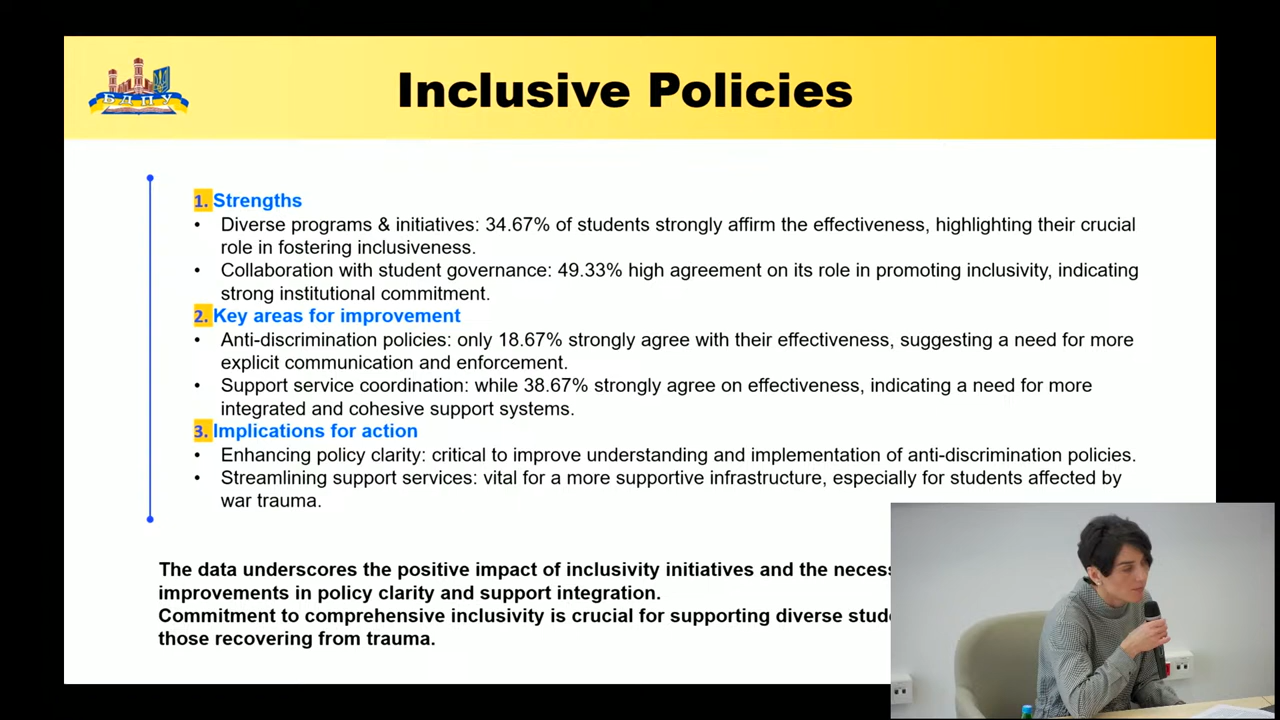 БДПУ
Inclusive Policies
1. Strengths
• Diverse programs & initiatives: 34.67% of students strongly affirm the effectiveness, highlighting their crucial
role in fostering inclusiveness.
• Collaboration with student governance: 49.33% high agreement on its role in promoting inclusivity, indicating
strong institutional commitment.
2. Key areas for improvement
• Anti-discrimination policies: only 18.67% strongly agree with their effectiveness, suggesting a need for more
explicit communication and enforcement.
• Support service coordination: while 38.67% strongly agree on effectiveness, indicating a need for more
integrated and cohesive support systems.
3. Implications for action
• Enhancing policy clarity: critical to improve understanding and implementation of anti-discrimination policies.
• Streamlining support services: vital for a more supportive infrastructure, especially for students affected by
war trauma.
The data underscores the positive impact of inclusivity initiatives and the
improvements in policy clarity and support integration.
Commitment to comprehensive inclusivity is crucial for supporting diverse
those recovering from trauma.